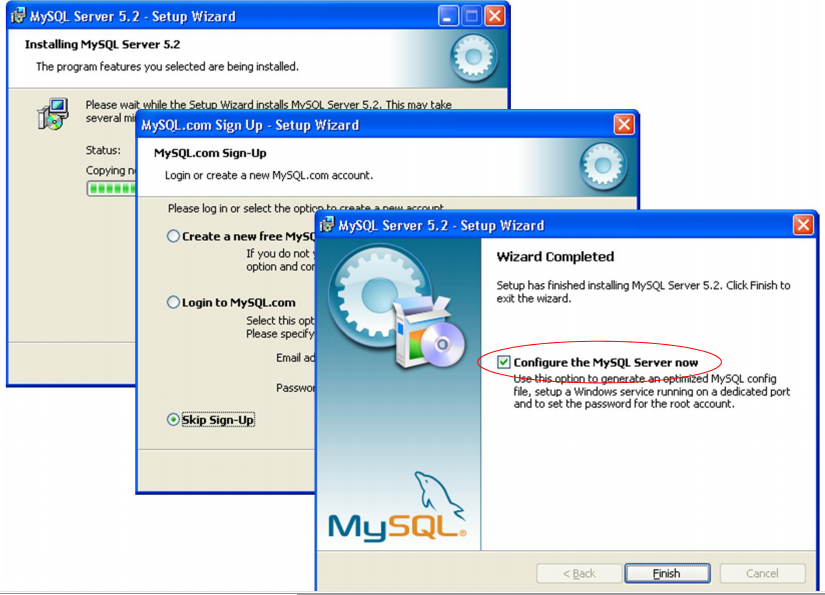 MySQL Server 5.2 - Setup Wizard
Installing MySQL Server 5.2
The program features you selected are being installed.
Please wait while the Setup Wizard installs MySQL Server 5.2. This may take
several
Status:
Copying
MySQL.com Sign Up - Setup Wizard
MySQL.com Sign-Up
Login or create a new MySQL.com account.
Please log in or select the option to create a new account.
Create a new free
If you do not
option and
Login to MySQL.com
Select this
Please specify
Email
Skip Sign-Up
MySQL Server 5.2 - Setup Wizard
Wizard Completed
Setup has finished installing MySQL Server 5.2. Click Finish to
exit the wizard.
Configure the MySQL Server now
Use this option to generate an optimized MySQL config
file, setup a Windows service running on a dedicated port
and to set the password for the root account.
MySQL®
< Back
Finish
Cancel